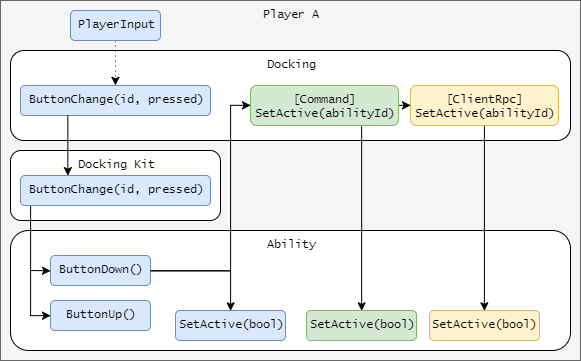 Player A
PlayerInput
Docking
ButtonChange(id, pressed)
[Command]
SetActive(abilityId)
[ClientRpc]
SetActive(abilityId)
Docking Kit
ButtonChange(id, pressed)
Ability
ButtonDown()
ButtonUp()
SetActive(bool)
SetActive(bool)
SetActive(bool)